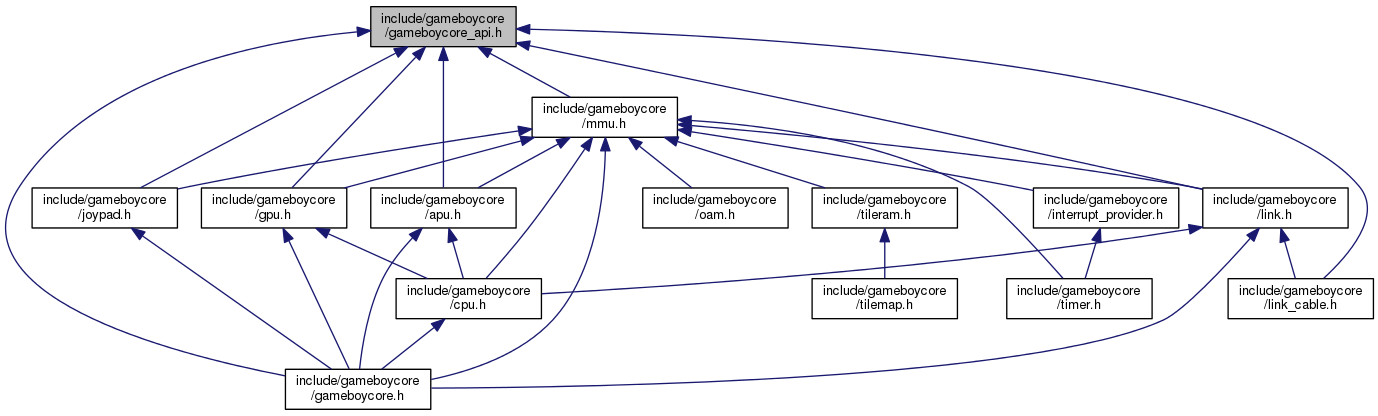 include/gameboycore
/gameboycore_api.h
include/gameboycore
/mmu.h
include/gameboycore
/joypad.h
include/gameboycore
/gpu.h
include/gameboycore
/apu.h
include/gameboycore
/oam.h
include/gameboycore
/tileram.h
include/gameboycore
/interrupt_provider.h
include/gameboycore
/link.h
include/gameboycore
/cpu.h
include/gameboycore
/tilemap.h
include/gameboycore
/timer.h
include/gameboycore
/link_cable.h
include/gameboycore
/gameboycore.h